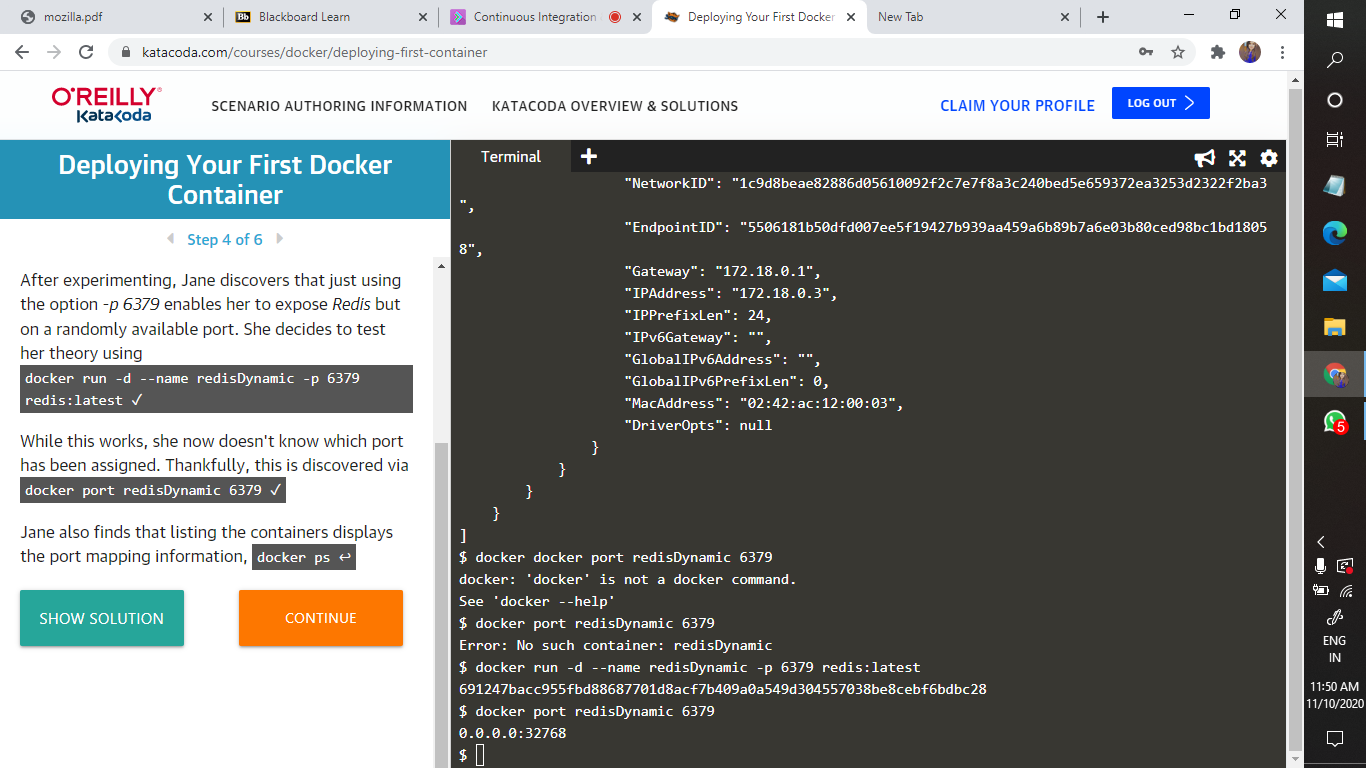 mozilla.pdf
Bb Blackboard Learn
Continuous Integration
Deploying Your First Docker
New Tab
katacoda.com/courses/docker/deploying-first-container
O'REILLY®
Katacoda
SCENARIO AUTHORING INFORMATION
KATACODA OVERVIEW & SOLUTIONS
CLAIM YOUR PROFILE
LOG OUT
Deploying Your First Docker
Container
Step 4 of 6
After experimenting, Jane discovers that just using
the option -p 6379 enables her to expose Redis but
on a randomly available port. She decides to test
her theory using
docker run -d --name redisDynamic -p 6379
redis:latest ✓
While this works, she now doesn't know which port
has been assigned. Thankfully, this is discovered via
docker port redisDynamic 6379 ✓
Jane also finds that listing the containers displays
the port mapping information, docker ps ↩
SHOW SOLUTION
CONTINUE
Terminal
"NetworkID": "1c9d8beae82886d05610092f2c7e7f8a3c240bed5e659372ea3253d2322f2ba3
",
"EndpointID": "5506181b50dfd007ee5f19427b939aa459a6b89b7a6e03b80ced98bc1bd1805
8",
"Gateway": "172.18.0.1",
"IPAddress": "172.18.0.3",
"IPPrefixLen": 24,
"IPv6Gateway": "",
"GlobalIPv6Address": "",
"GlobalIPv6PrefixLen": 0,
"MacAddress": "02:42:ac:12:00:03",
"DriverOpts": null
}
}
}
}
]
$ docker docker port redisDynamic 6379
docker: 'docker' is not a docker command.
See 'docker --help'
$ docker port redisDynamic 6379
Error: No such container: redisDynamic
$ docker run -d --name redisDynamic -p 6379 redis:latest
691247bacc955fbd88687701d8acf7b409a0a549d304557038be8cebf6bdbc28
$ docker port redisDynamic 6379
0.0.0.0:32768
$
5
ENG
IN
11:50 AM
11/10/2020